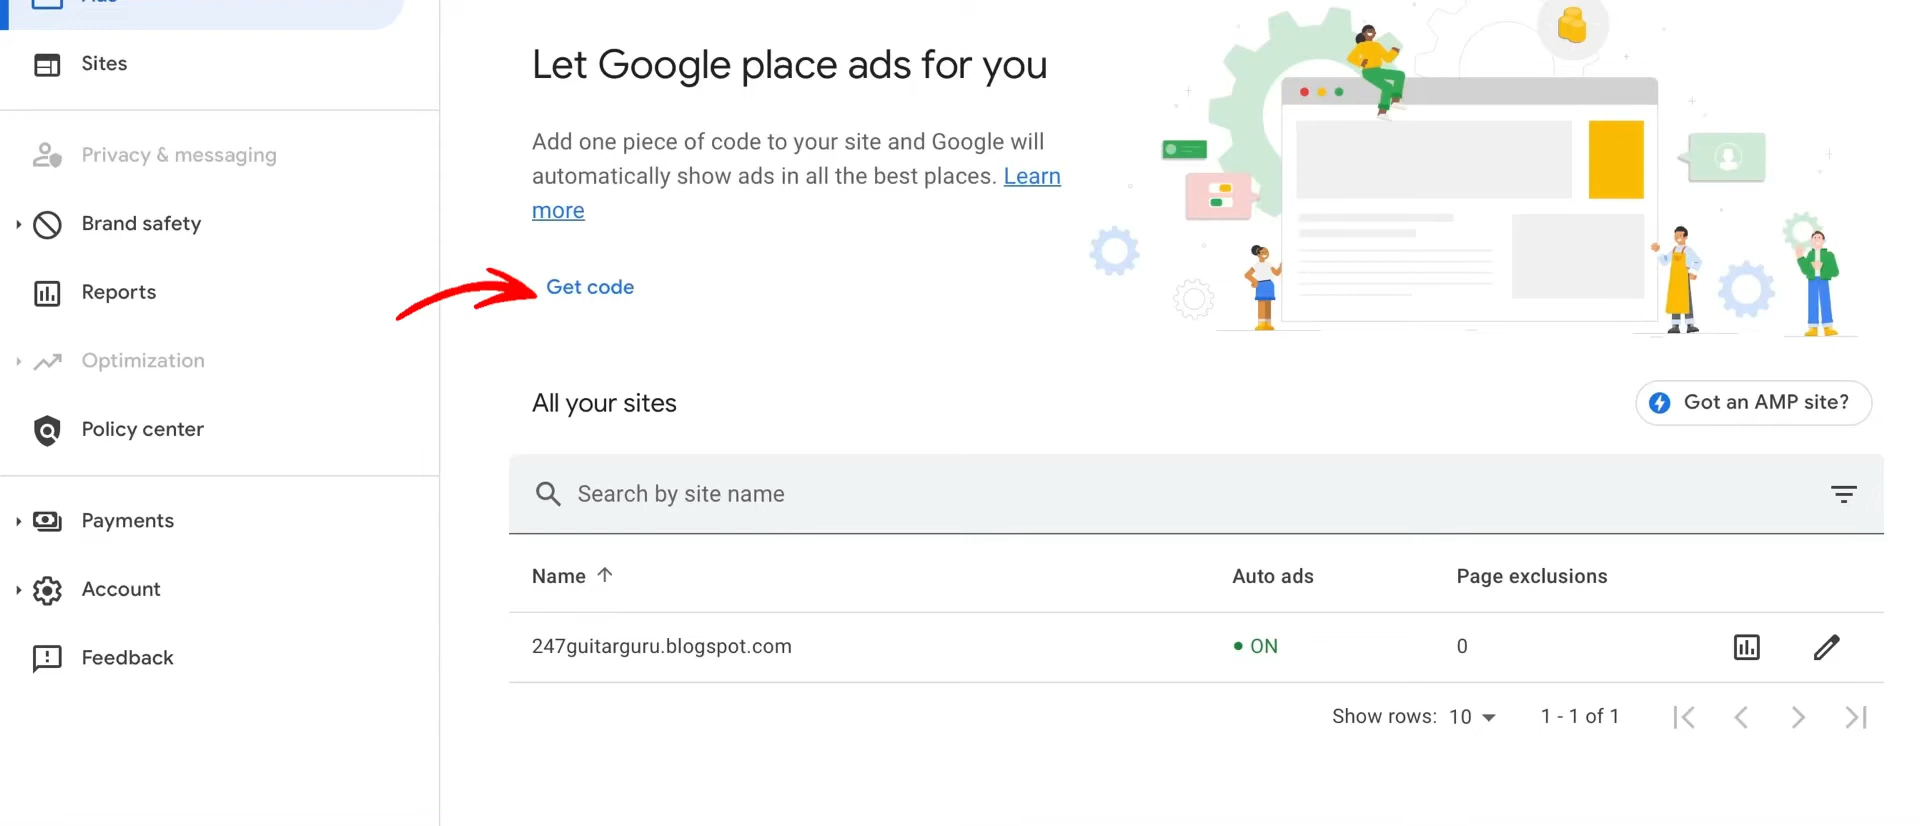 Ads
Sites
Privacy & messaging
Brand safety
Reports
Optimization
Policy center
Payments
Account
Feedback
Let Google place ads for you
Add one piece of code to your site and Google will
automatically show ads in all the best places. Learn
more
Get code
All your sites
Got an AMP site?
Search by site name
Name Auto ads Page exclusions
247guitarguru.blogspot.com ON 0
Show rows: 10 1 - 1 of 1